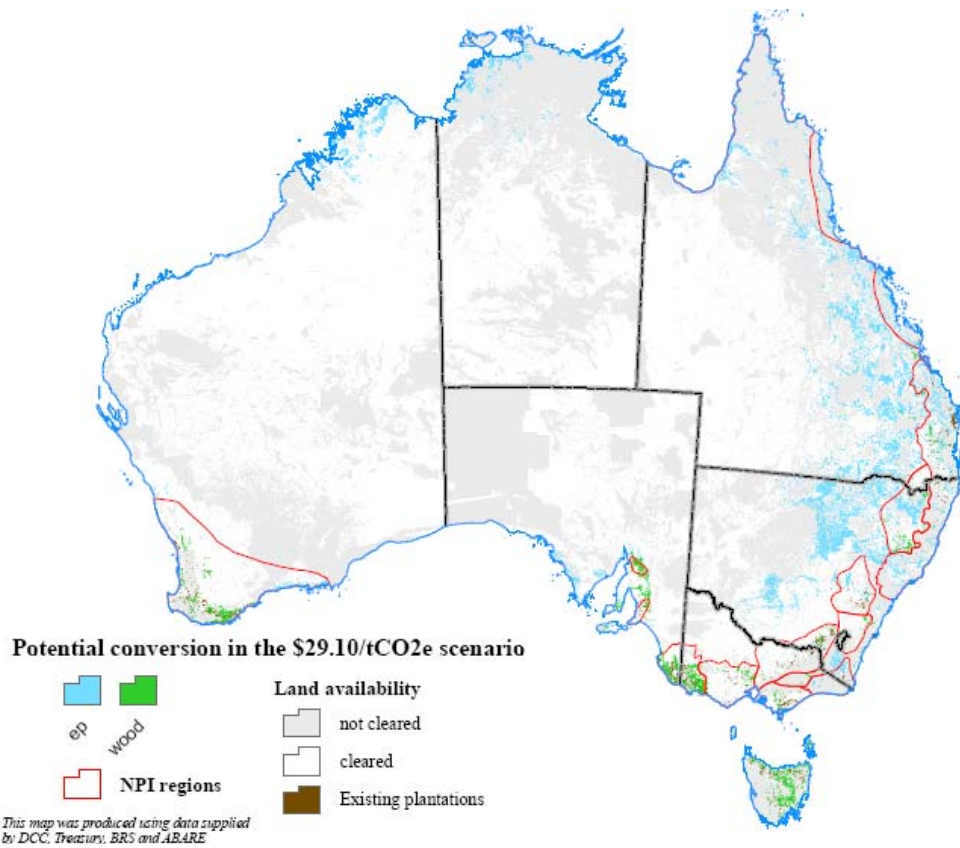 Potential conversion in the $29.10/tCO2e scenario
ep
wood
NPI regions
Land availability
not cleared
cleared
Existing plantations
This map was produced using data supplied
by DCC, Treasury, BRS and ABARE